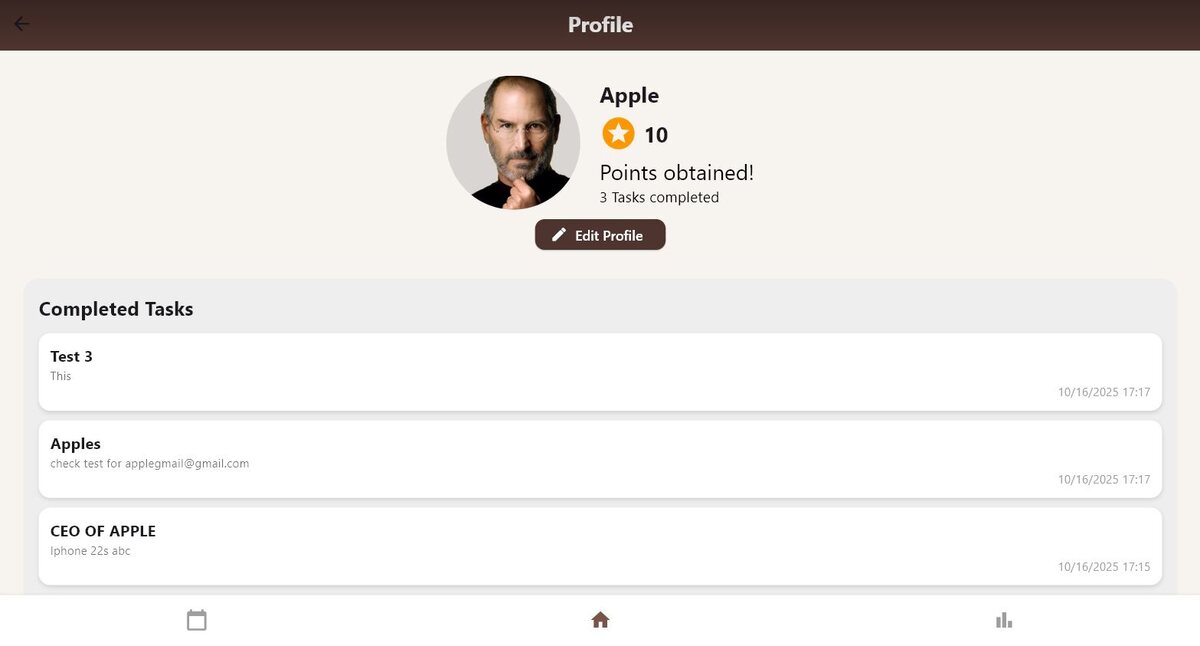 Profile
Apple
10
Points obtained!
3 Tasks completed
Edit Profile
Completed Tasks
Test 3
This
10/16/2025 17:17
Apples
check test for applegmail@gmail.com
10/16/2025 17:17
CEO OF APPLE
Iphone 22s abc
10/16/2025 17:15